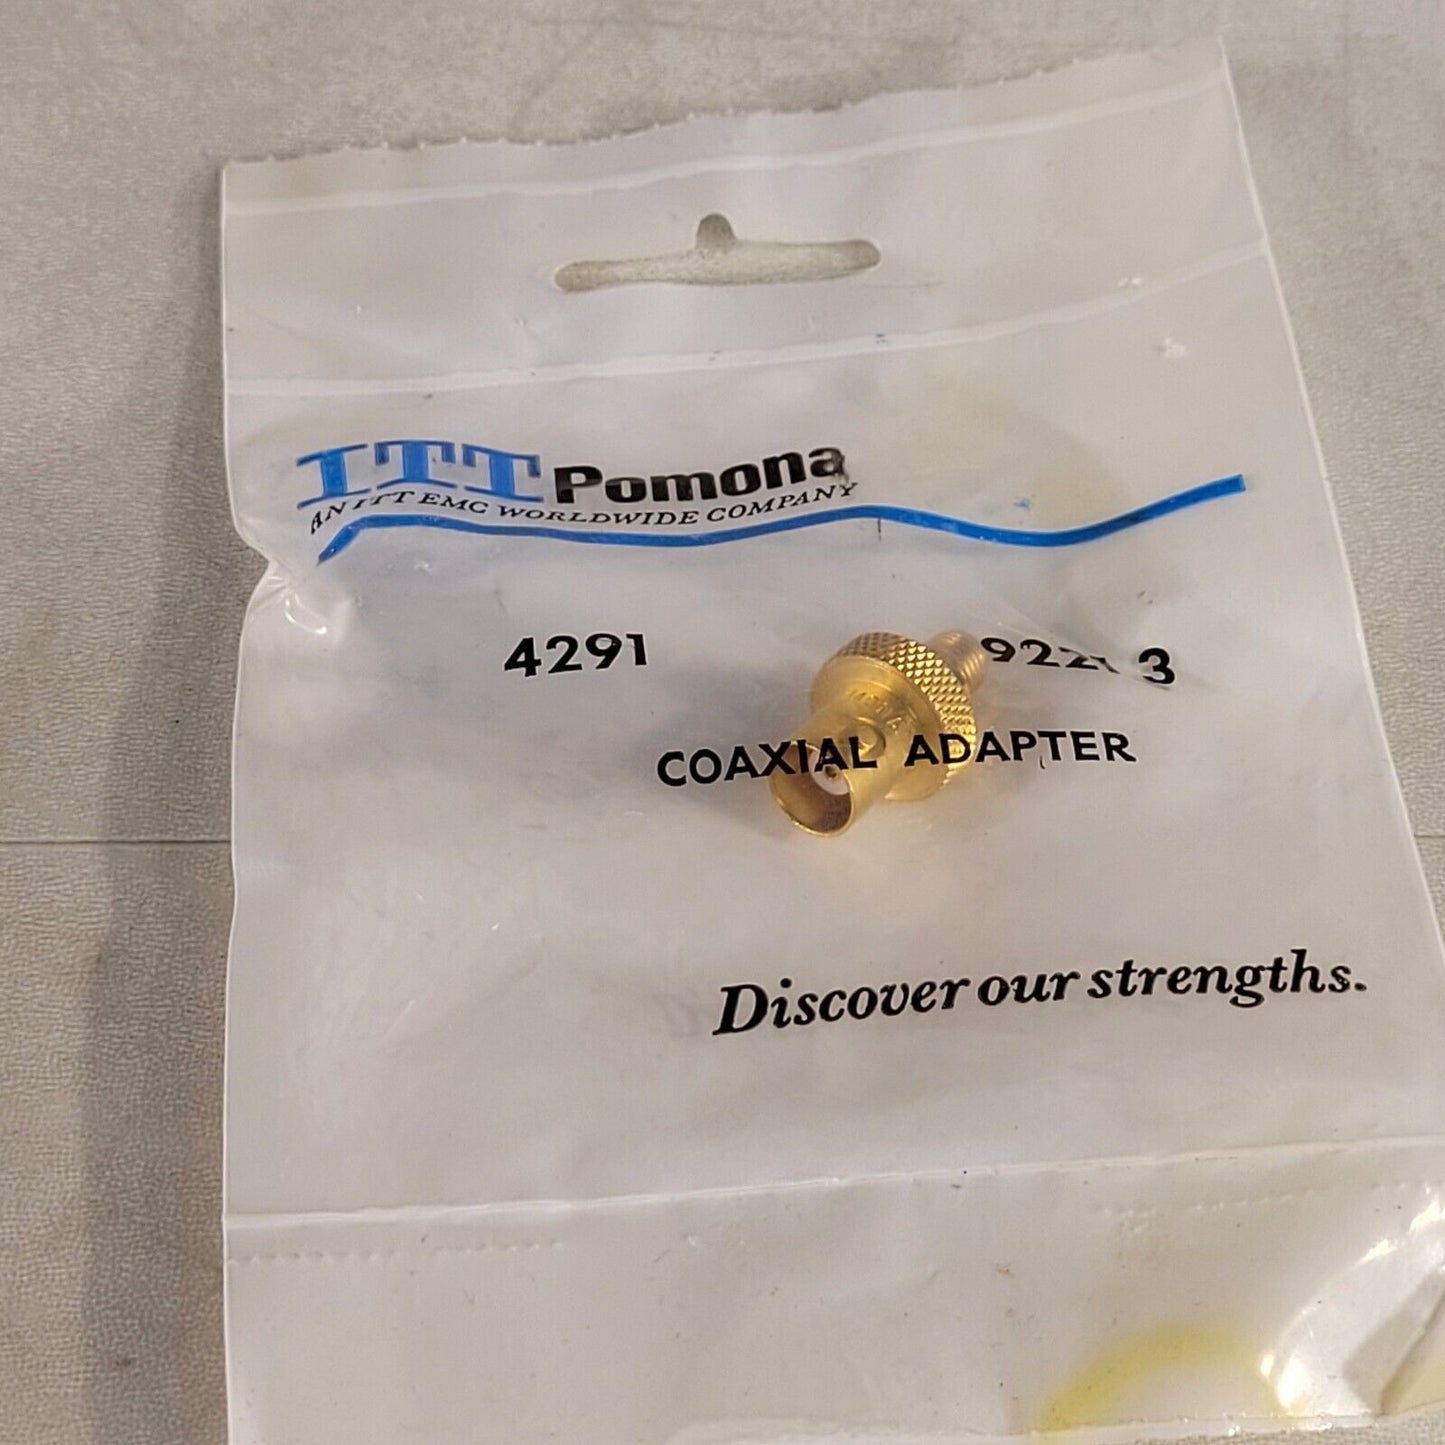 ITT Pomona
AN ITT EMC WORLDWIDE COMPANY
4291
COAXIAL ADAPTER
Discover our strengths.